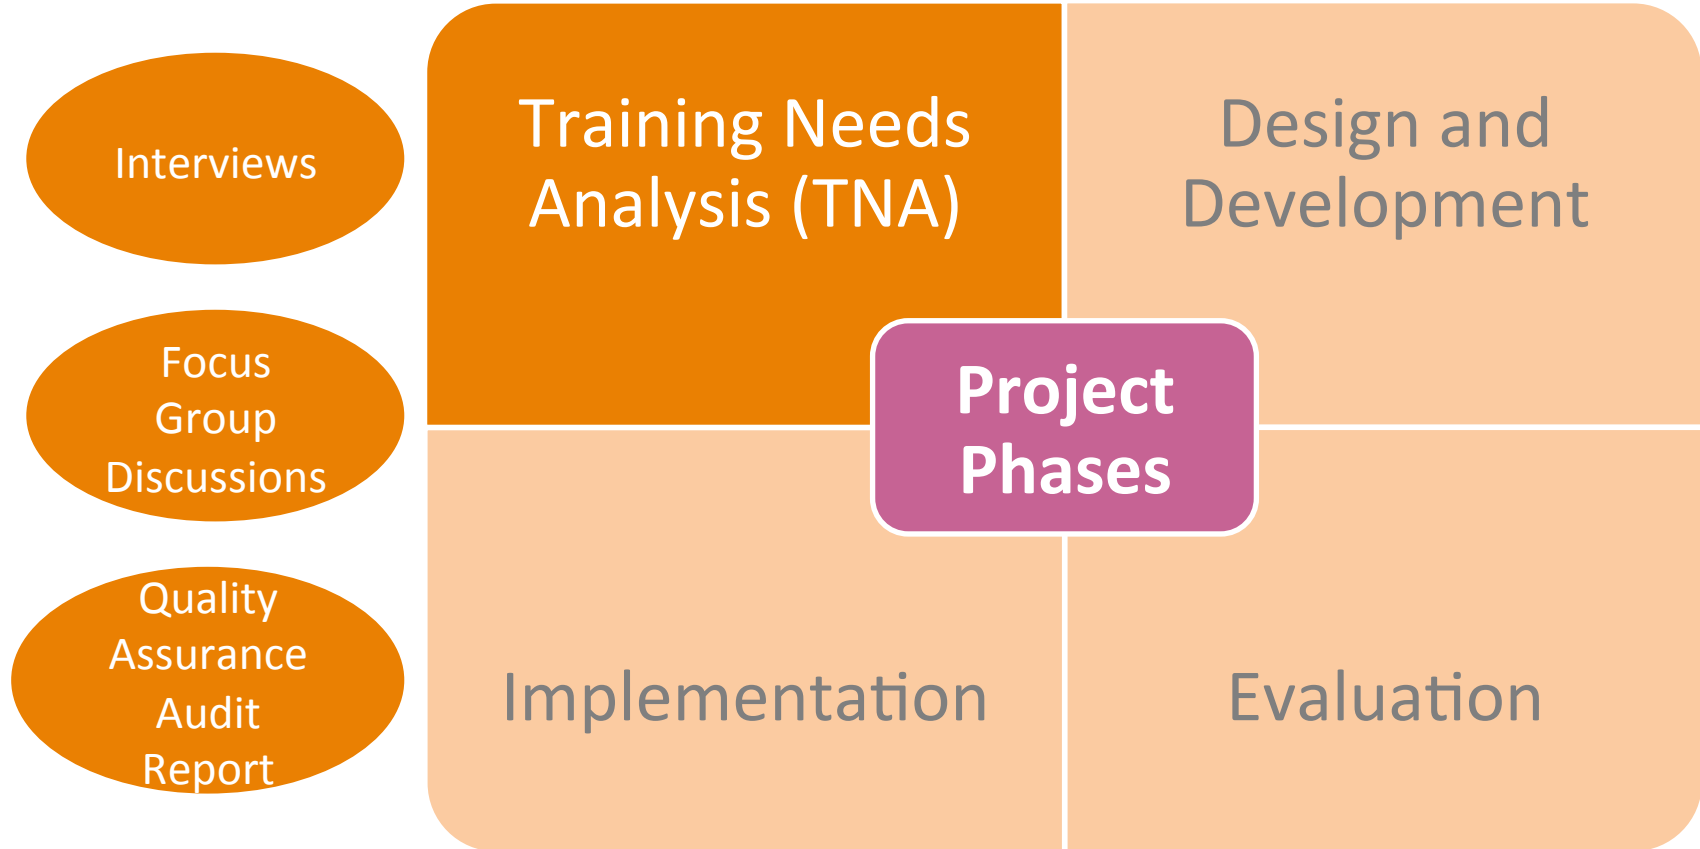 Interviews
Focus
Group
Discussions
Quality
Assurance
Audit
Report
Training Needs
Analysis (TNA)
Design and
Development
Project
Phases
Implementation
Evaluation